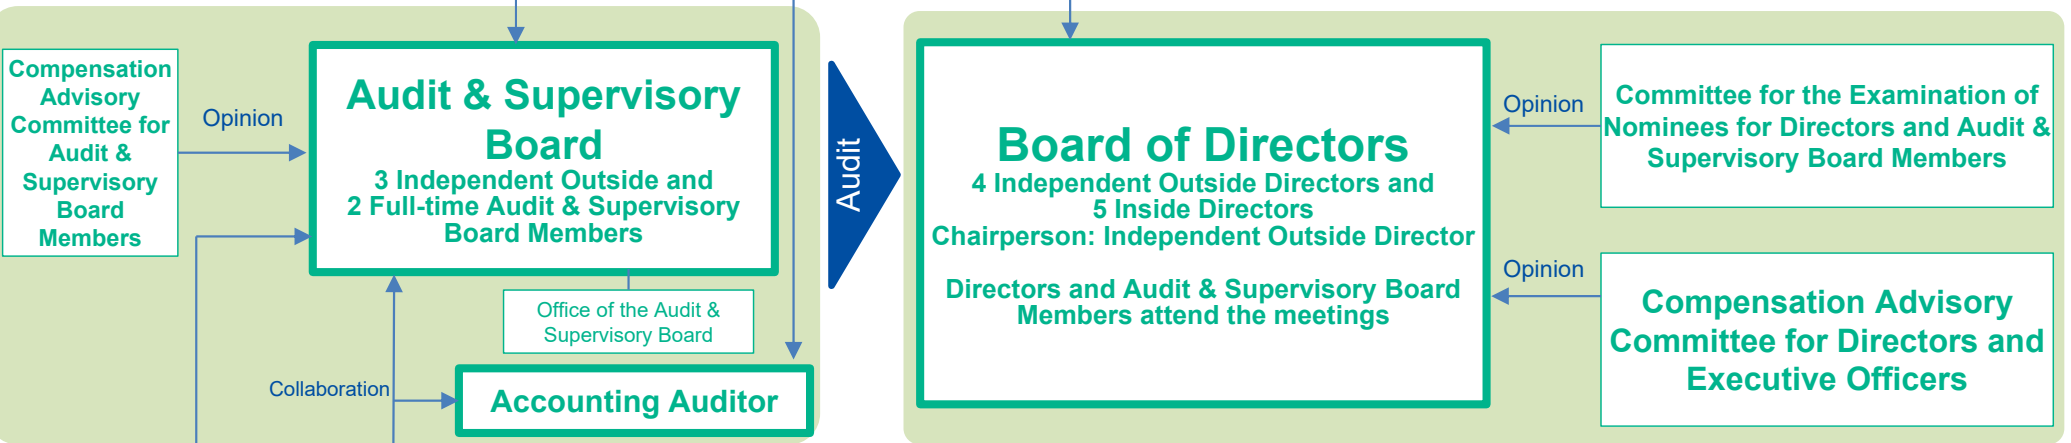 Compensation
Advisory
Committee for
Audit &
Supervisory
Board
Members
Opinion
Audit & Supervisory
Board
3 Independent Outside and
2 Full-time Audit & Supervisory
Board Members
Office of the Audit &
Supervisory Board
Collaboration
Accounting Auditor
Audit
Board of Directors
4 Independent Outside Directors and
5 Inside Directors
Chairperson: Independent Outside Director
Directors and Audit & Supervisory Board
Members attend the meetings
Opinion
Committee for the Examination of
Nominees for Directors and Audit &
Supervisory Board Members
Opinion
Compensation Advisory
Committee for Directors and
Executive Officers